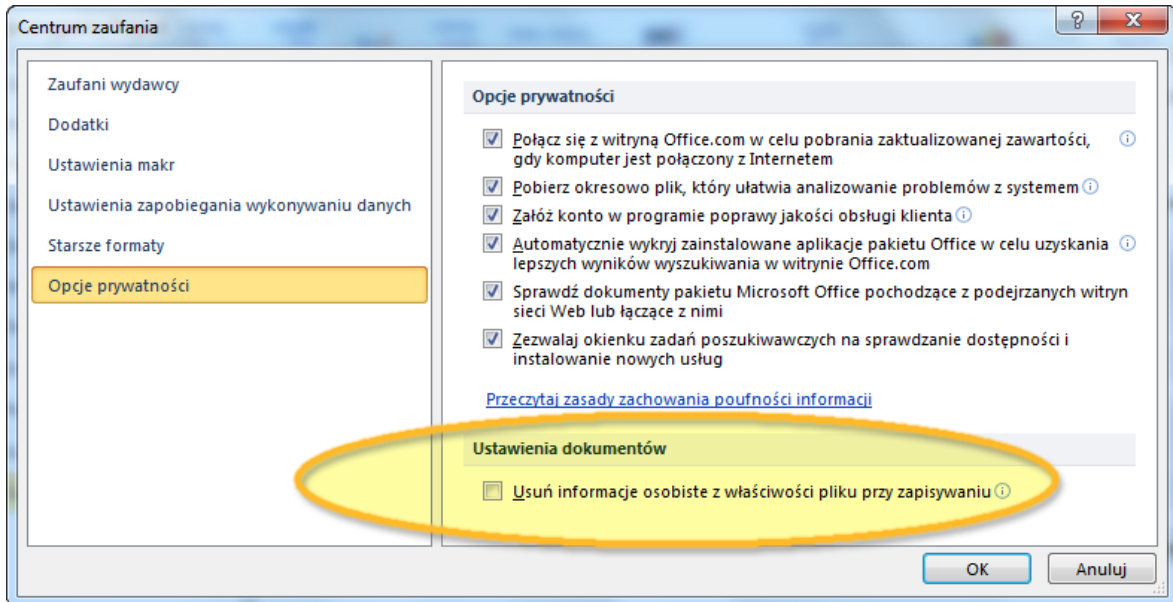 Centrum zaufania
Zaufani wydawcy
Dodatki
Ustawienia makr
Ustawienia zapobiegania wykonywaniu danych
Starsze formaty
Opcje prywatności
Opcje prywatności
Połącz się z witryną Office.com w celu pobrania zaktualizowanej zawartości,
gdy komputer jest połączony z Internetem
Pobierz okresowo plik, który ułatwia analizowanie problemów z systemem
Załóż konto w programie poprawy jakości obsługi klienta
Automatycznie wykryj zainstalowane aplikacje pakietu Office w celu uzyskania
lepszych wyników wyszukiwania w witrynie Office.com
Sprawdź dokumenty pakietu Microsoft Office pochodzące z podejrzanych witryn
sieci Web lub łączące z nimi
Zezwalaj okienku zadań poszukiwawczych na sprawdzanie dostępności i
instalowanie nowych usług
Przeczytaj zasady zachowania poufności informacji
Ustawienia dokumentów
Usuń informacje osobiste z właściwości pliku przy zapisywaniu
OK
Anuluj